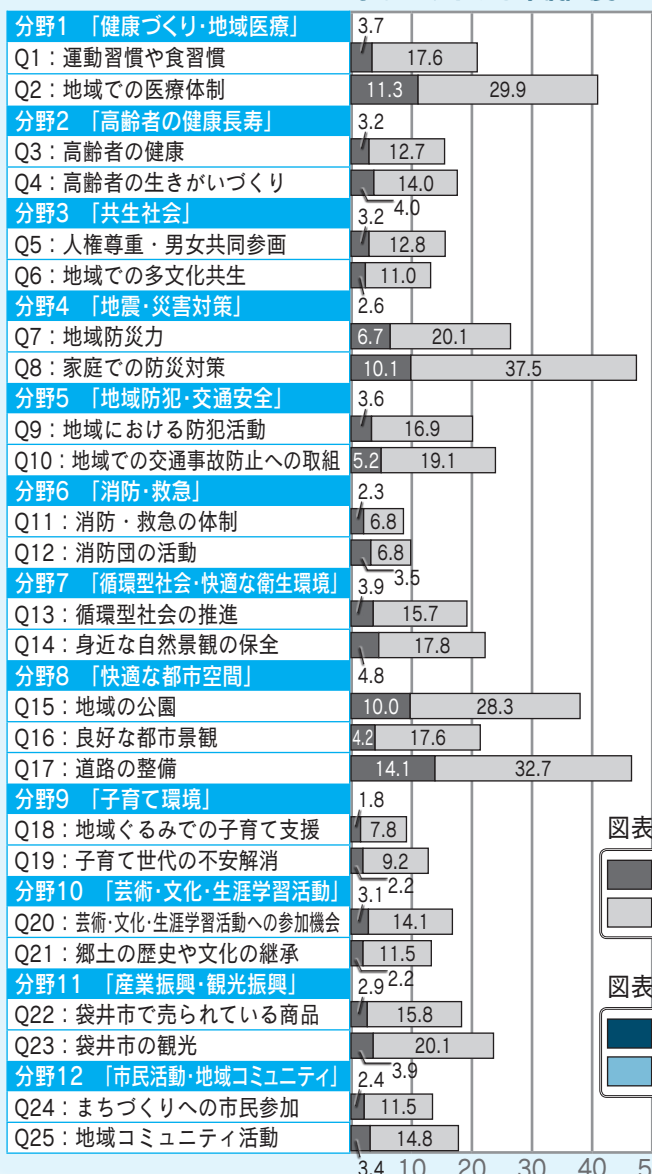 分野1 「健康づくり・地域医療」 3.7
Q1：運動習慣や食習慣 17.6
Q2：地域での医療体制 11.3 29.9
分野2 「高齢者の健康長寿」 3.2
Q3：高齢者の健康 12.7
Q4：高齢者の生きがいづくり 14.0
4.0
分野3 「共生社会」 3.2
Q5：人権尊重・男女共同参画 12.8
Q6：地域での多文化共生 11.0
分野4 「地震・災害対策」 2.6
Q7：地域防災力 6.7 20.1
Q8：家庭での防災対策 10.1 37.5
分野5 「地域防犯・交通安全」 3.6
Q9：地域における防犯活動 16.9
Q10：地域での交通事故防止への取組 5.2 19.1
分野6 「消防・救急」 2.3
Q11：消防・救急の体制 6.8
Q12：消防団の活動 6.8
3.5
分野7 「循環型社会・快適な衛生環境」 3.9
Q13：循環型社会の推進 15.7
Q14：身近な自然景観の保全 17.8
分野8 「快適な都市空間」 4.8
Q15：地域の公園 10.0 28.3
Q16：良好な都市景観 4.2 17.6
Q17：道路の整備 14.1 32.7
分野9 「子育て環境」 1.8
Q18：地域ぐるみでの子育て支援 7.8
図表
Q19：子育て世代の不安解消 9.2
2.2
分野10 「芸術・文化・生涯学習活動」 3.1
Q20：芸術・文化・生涯学習活動への参加機会 14.1
Q21：郷土の歴史や文化の継承 11.5
2.2
分野11 「産業振興・観光振興」 2.9
図表
Q22：袋井市で売られている商品 15.8
Q23：袋井市の観光 20.1
3.9
分野12 「市民活動・地域コミュニティ」 2.4
Q24：まちづくりへの市民参加 11.5
Q25：地域コミュニティ活動 14.8
3.4 10 20 30 40